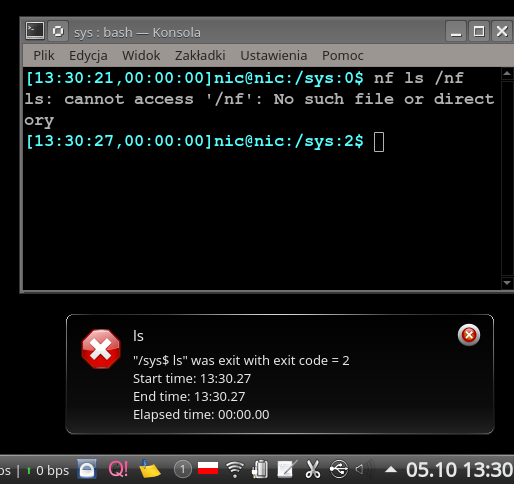 sys : bash — Konsola
Plik Edycja Widok Zakładki Ustawienia Pomoc
[13:30:21,00:00:00]nic@nic:/sys:0$ nf ls /nf
ls: cannot access '/nf': No such file or direct
ory
[13:30:27,00:00:00]nic@nic:/sys:2$
ls
"/sys$ ls" was exit with exit code = 2
Start time: 13:30.27
End time: 13:30.27
Elapsed time: 00:00.00
ps | 0 bps Q! 1 05.10 13:30